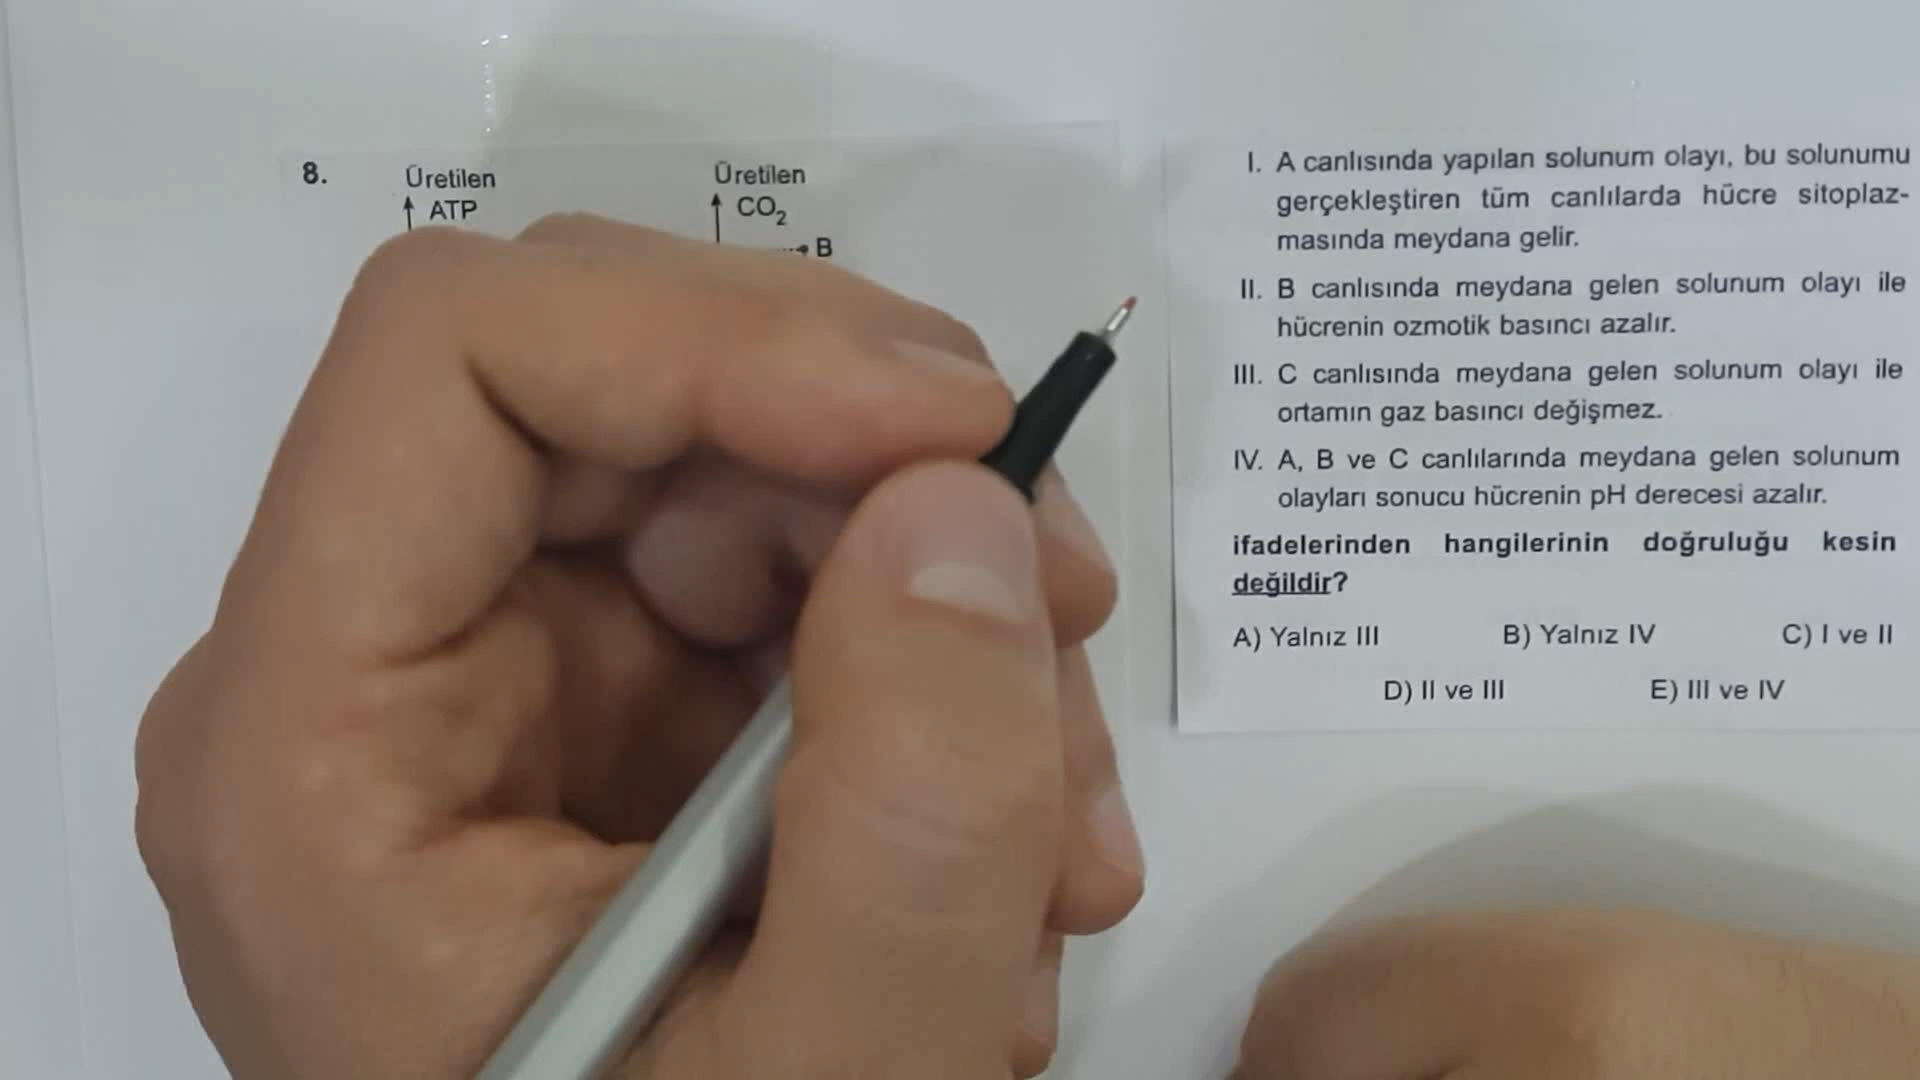 8.
Üretilen
ATP
Üretilen
CO₂
B
I. A canlısında yapılan solunum olayı, bu solunumu
gerçekleştiren tüm canlılarda hücre sitoplaz-
masında meydana gelir.
II. B canlısında meydana gelen solunum olayı ile
hücrenin ozmotik basıncı azalır.
III. C canlısında meydana gelen solunum olayı ile
ortamın gaz basıncı değişmez.
IV. A, B ve C canlılarında meydana gelen solunum
olayları sonucu hücrenin pH derecesi azalır.
ifadelerinden hangilerinin doğruluğu kesin
değildir?
A) Yalnız III B) Yalnız IV C) I ve II
D) II ve III E) III ve IV